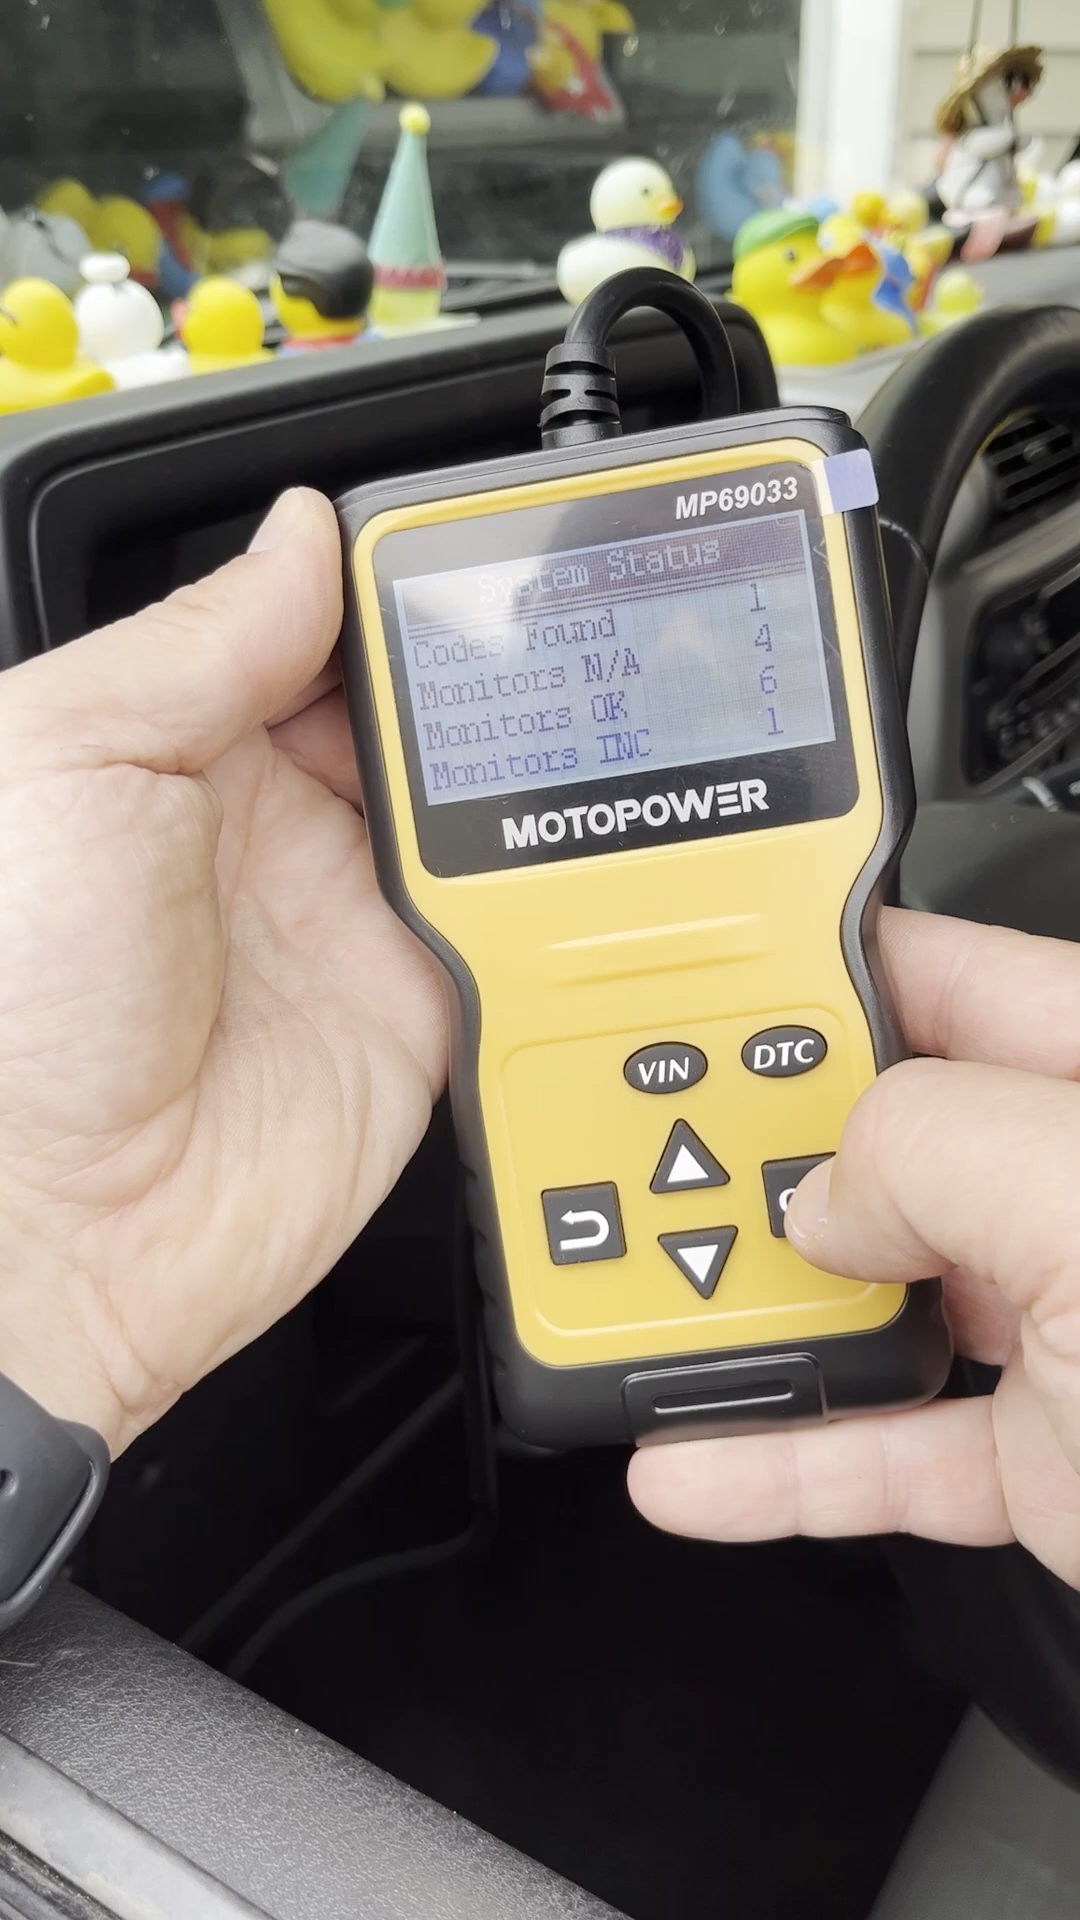 MP69033
System Status
Codes Found 1
Monitors N/A 4
Monitors OK 6
Monitors INC 1
MOTOPOWER
VIN DTC